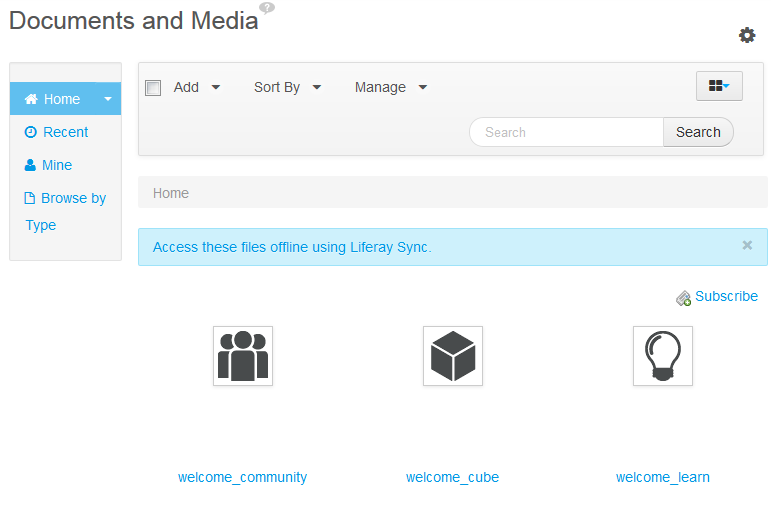 Documents and Media
?
Home
Recent
Mine
Browse by
Type
Add
Sort By
Manage
Search
Search
Home
Access these files offline using Liferay Sync.
Subscribe
welcome_community
welcome_cube
welcome_learn